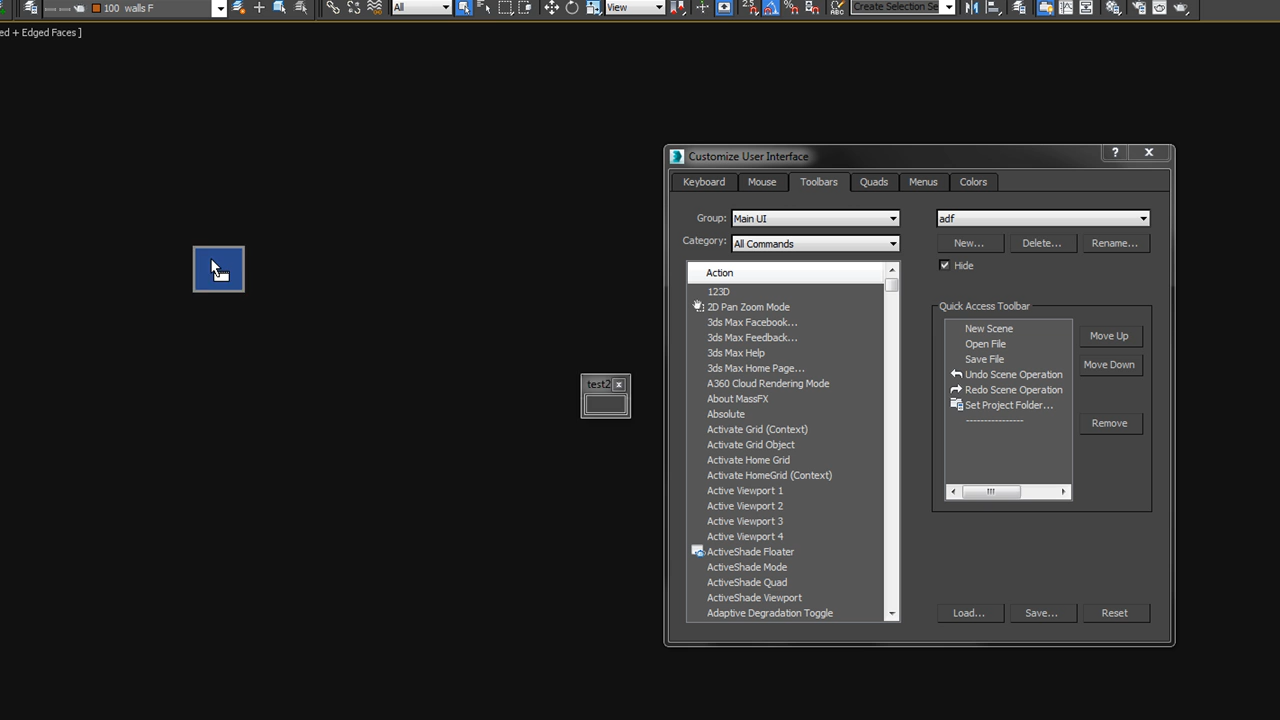 100 walls F
All
View
Create Selection Se
ed + Edged Faces ]
Customize User Interface
?
Keyboard Mouse Toolbars Quads Menus Colors
Group: Main UI
adf
Category: All Commands
New... Delete... Rename...
Hide
Action
123D
2D Pan Zoom Mode
3ds Max Facebook...
3ds Max Feedback...
3ds Max Help
3ds Max Home Page...
A360 Cloud Rendering Mode
About MassFX
Absolute
Activate Grid (Context)
Activate Grid Object
Activate Home Grid
Activate HomeGrid (Context)
Active Viewport 1
Active Viewport 2
Active Viewport 3
Active Viewport 4
ActiveShade Floater
ActiveShade Mode
ActiveShade Quad
ActiveShade Viewport
Adaptive Degradation Toggle
Quick Access Toolbar
New Scene
Open File
Save File
Undo Scene Operation
Redo Scene Operation
Set Project Folder...
----------------
Move Up
Move Down
Remove
Load... Save... Reset
test2